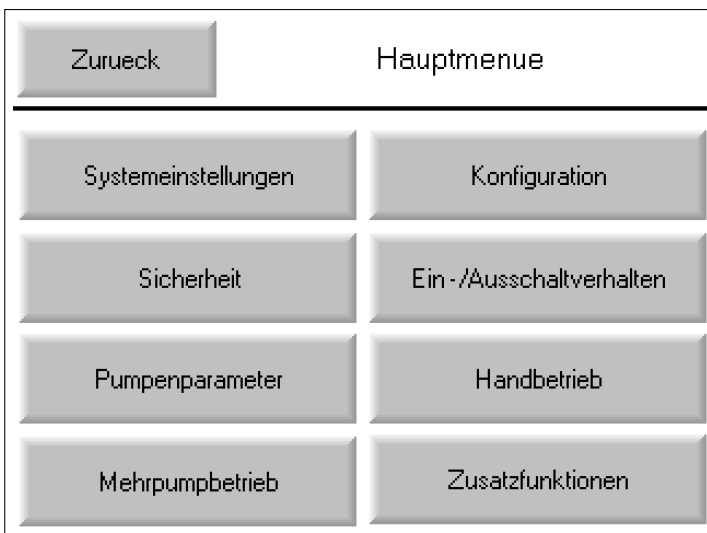 Zurueck
Hauptmenue
Systemeinstellungen
Konfiguration
Sicherheit
Ein-/Ausschaltverhalten
Pumpenparameter
Handbetrieb
Mehrpumpbetrieb
Zusatzfunktionen